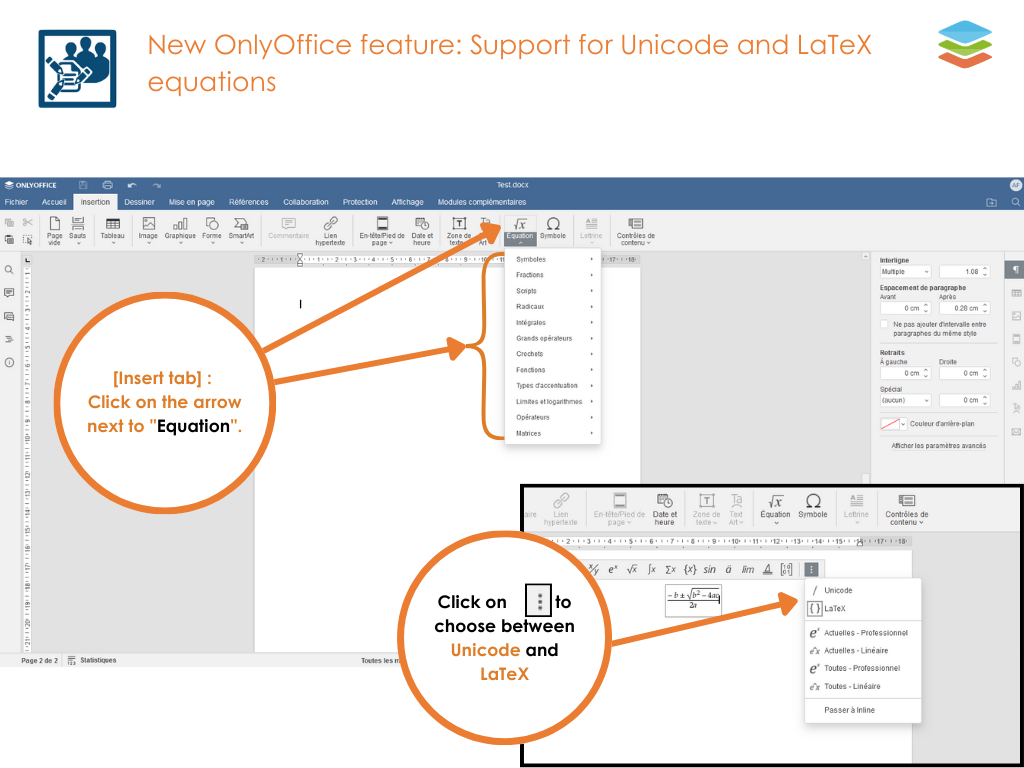 New OnlyOffice feature: Support for Unicode and LaTeX
equations
ONLYOFFICE
Test.docx
AF
Fichier Accueil Insertion Dessiner Mise en page Références Collaboration Protection Affichage Modules complémentaires
Page vide
Sauts
Tableau
Image
Graphique
Forme
SmartArt
Commentaire
Lien hypertexte
En-tête/Pied de page
Date et heure
Zone de texte
Art
Équation
Symbole
Lettrine
Contrôles de contenu
Symboles
Fractions
Scripts
Radicaux
Intégrales
Grands opérateurs
Crochets
Fonctions
Types d'accentuation
Limites et logarithmes
Opérateurs
Matrices
Interligne
Multiple 1.08
Espacement de paragraphe
Avant Après
0 cm 0.28 cm
Ne pas ajouter d'intervalle entre
paragraphes du même style
Retraits
À gauche Droite
0 cm 0 cm
Spécial
(aucun) 0 cm
Couleur d'arrière-plan
Afficher les paramètres avancés
[Insert tab] :
Click on the arrow
next to "Equation".
Page 2 de 2 Statistiques
Toutes les m
aire
Lien hypertexte
En-tête/Pied de page
Date et heure
Zone de texte
Text Art
Équation
Symbole
Lettrine
Contrôles de contenu
x/y eˣ √x ∫x Σx {x} sin ä lim
−b ± √b² − 4ac
2a
Unicode
{ } LaTeX
eˣ Actuelles - Professionnel
e^x Actuelles - Linéaire
eˣ Toutes - Professionnel
e^x Toutes - Linéaire
Passer à Inline
Click on to
choose between
Unicode and
LaTeX